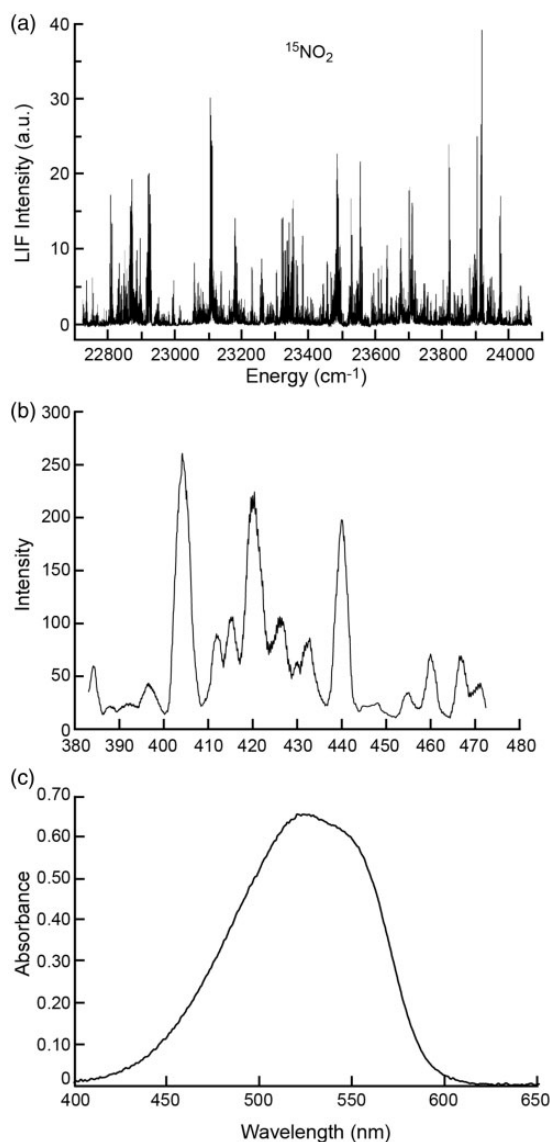 (a)
40
30
20
10
0
LIF Intensity (a.u.)
¹⁵NO₂
22800 23000 23200 23400 23600 23800 24000
Energy (cm⁻¹)
(b)
300
250
200
150
100
50
0
Intensity
380 390 400 410 420 430 440 450 460 470 480
(c)
0.70
0.60
0.50
0.40
0.30
0.20
0.10
0
Absorbance
400 450 500 550 600 650
Wavelength (nm)